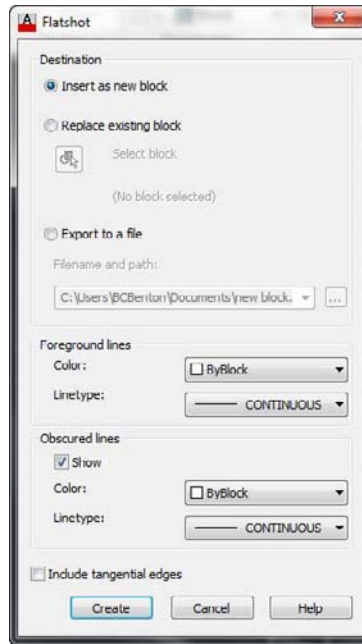 Flatshot
Destination
Insert as new block
Replace existing block
Select block
(No block selected)
Export to a file
Filename and path:
C:\Users\BCBenton\Documents\new block. ...
Foreground lines
Color: ByBlock
Linetype: CONTINUOUS
Obscured lines
Show
Color: ByBlock
Linetype: CONTINUOUS
Include tangential edges
Create Cancel Help